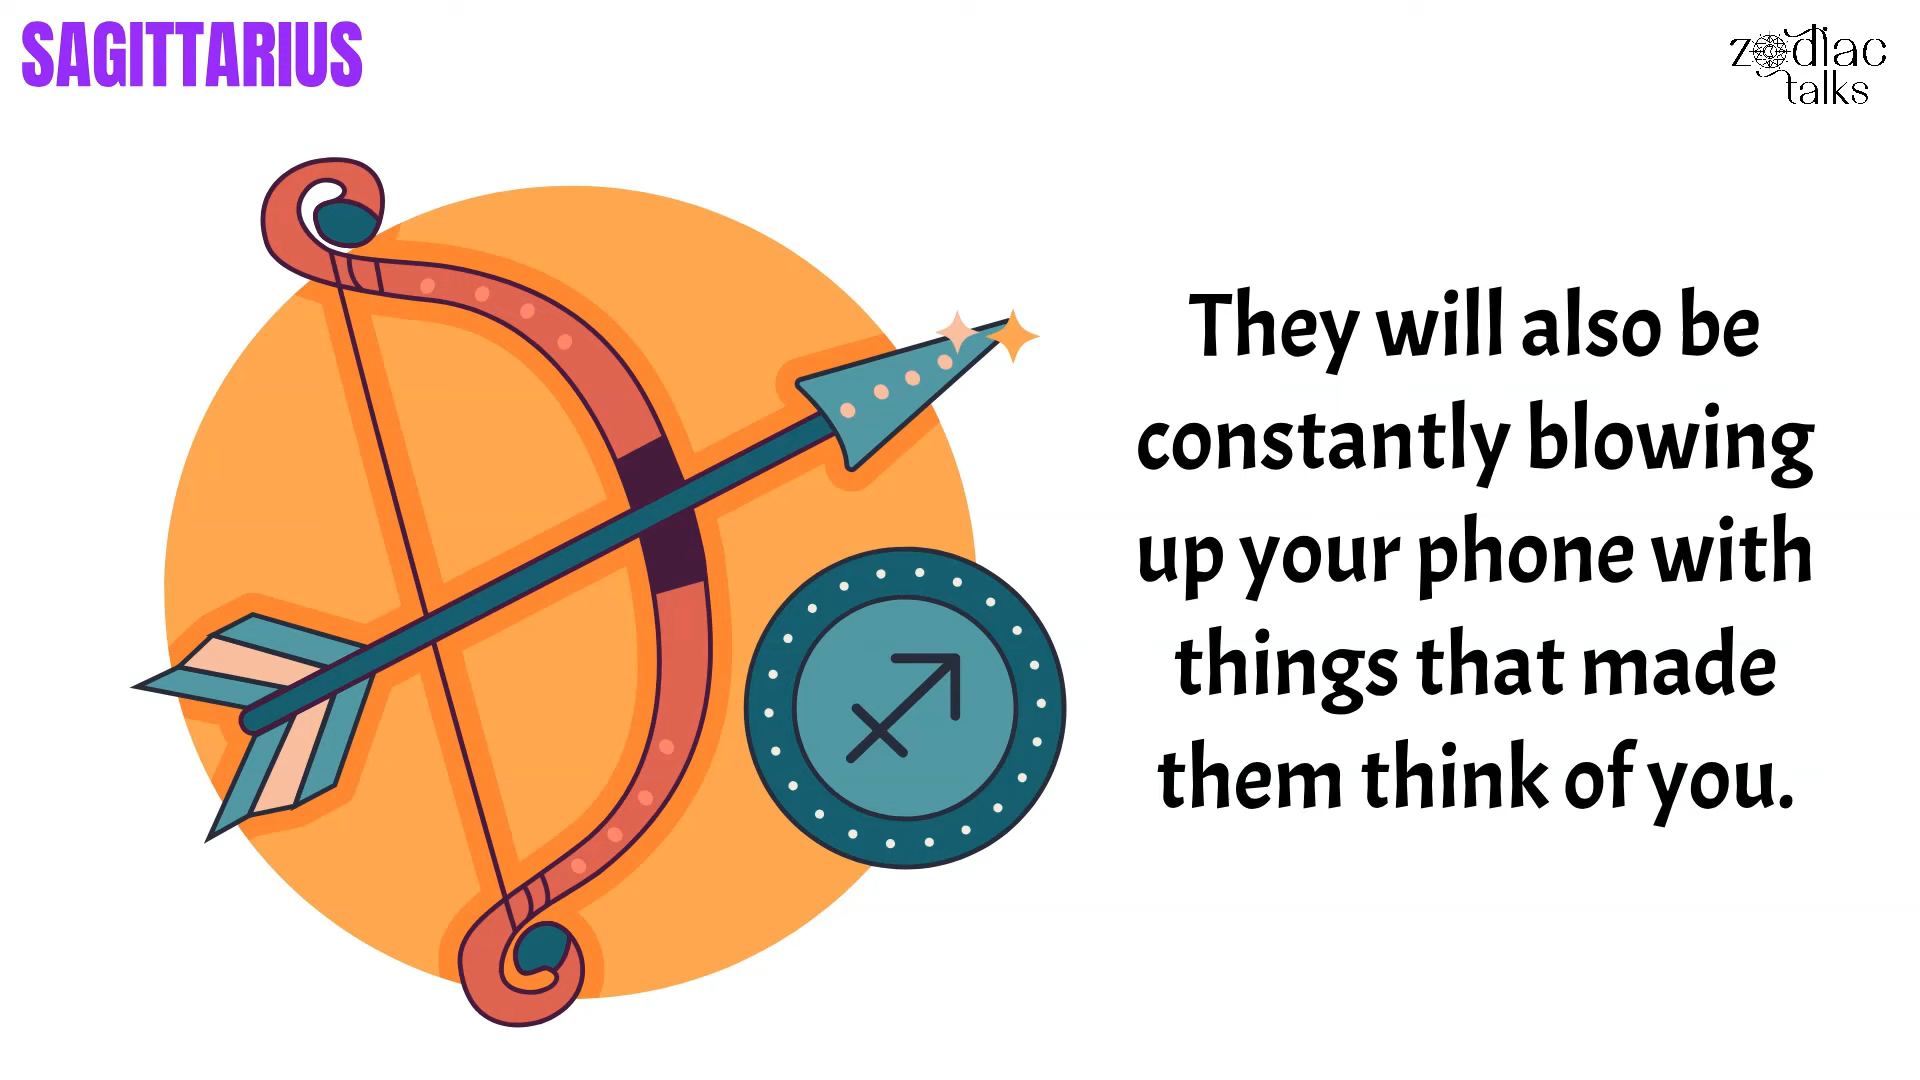 SAGITTARIUS
zodiac
talks
They will also be
constantly blowing
up your phone with
things that made
them think of you.